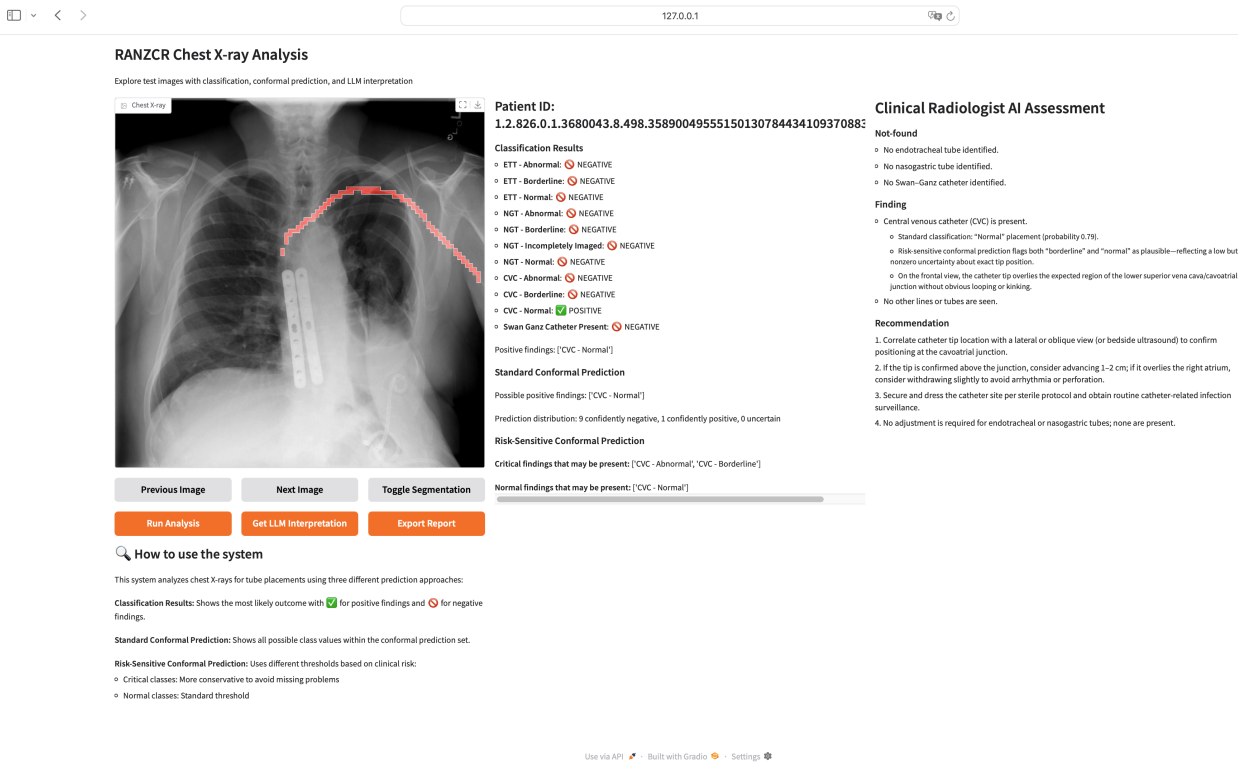 127.0.0.1
RANZCR Chest X-ray Analysis
Explore test images with classification, conformal prediction, and LLM interpretation
Chest X-ray
Previous Image
Next Image
Toggle Segmentation
Run Analysis
Get LLM Interpretation
Export Report
🔍 How to use the system
This system analyzes chest X-rays for tube placements using three different prediction approaches:
Classification Results: Shows the most likely outcome with ✅ for positive findings and 🚫 for negative
findings.
Standard Conformal Prediction: Shows all possible class values within the conformal prediction set.
Risk-Sensitive Conformal Prediction: Uses different thresholds based on clinical risk:
Critical classes: More conservative to avoid missing problems
Normal classes: Standard threshold
Patient ID:
1.2.826.0.1.3680043.8.498.35890049555150130784434109370883
Classification Results
ETT - Abnormal: 🚫 NEGATIVE
ETT - Borderline: 🚫 NEGATIVE
ETT - Normal: 🚫 NEGATIVE
NGT - Abnormal: 🚫 NEGATIVE
NGT - Borderline: 🚫 NEGATIVE
NGT - Incompletely Imaged: 🚫 NEGATIVE
NGT - Normal: 🚫 NEGATIVE
CVC - Abnormal: 🚫 NEGATIVE
CVC - Borderline: 🚫 NEGATIVE
CVC - Normal: ✅ POSITIVE
Swan Ganz Catheter Present: 🚫 NEGATIVE
Positive findings: ['CVC - Normal']
Standard Conformal Prediction
Possible positive findings: ['CVC - Normal']
Prediction distribution: 9 confidently negative, 1 confidently positive, 0 uncertain
Risk-Sensitive Conformal Prediction
Critical findings that may be present: ['CVC - Abnormal', 'CVC - Borderline']
Normal findings that may be present: ['CVC - Normal']
Clinical Radiologist AI Assessment
Not-found
No endotracheal tube identified.
No nasogastric tube identified.
No Swan–Ganz catheter identified.
Finding
Central venous catheter (CVC) is present.
Standard classification: “Normal” placement (probability 0.79).
Risk-sensitive conformal prediction flags both “borderline” and “normal” as plausible—reflecting a low but
nonzero uncertainty about exact tip position.
On the frontal view, the catheter tip overlies the expected region of the lower superior vena cava/cavoatrial
junction without obvious looping or kinking.
No other lines or tubes are seen.
Recommendation
1. Correlate catheter tip location with a lateral or oblique view (or bedside ultrasound) to confirm
positioning at the cavoatrial junction.
2. If the tip is confirmed above the junction, consider advancing 1–2 cm; if it overlies the right atrium,
consider withdrawing slightly to avoid arrhythmia or perforation.
3. Secure and dress the catheter site per sterile protocol and obtain routine catheter-related infection
surveillance.
4. No adjustment is required for endotracheal or nasogastric tubes; none are present.
Use via API · Built with Gradio · Settings